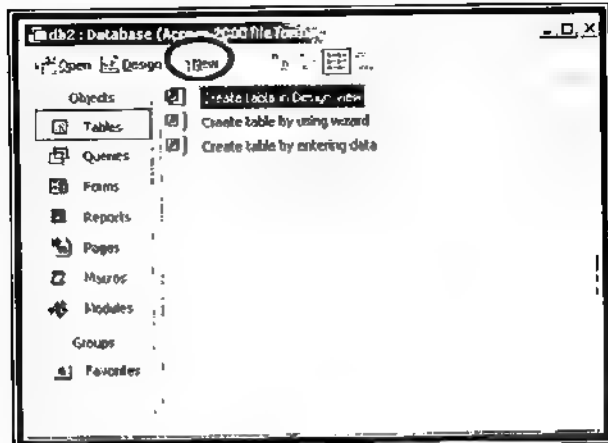 db2 : Database (Access 2000 file format)
Open Design New
Objects
Tables
Queries
Forms
Reports
Pages
Macros
Modules
Groups
Favorites
Create table in Design view
Create table by using wizard
Create table by entering data